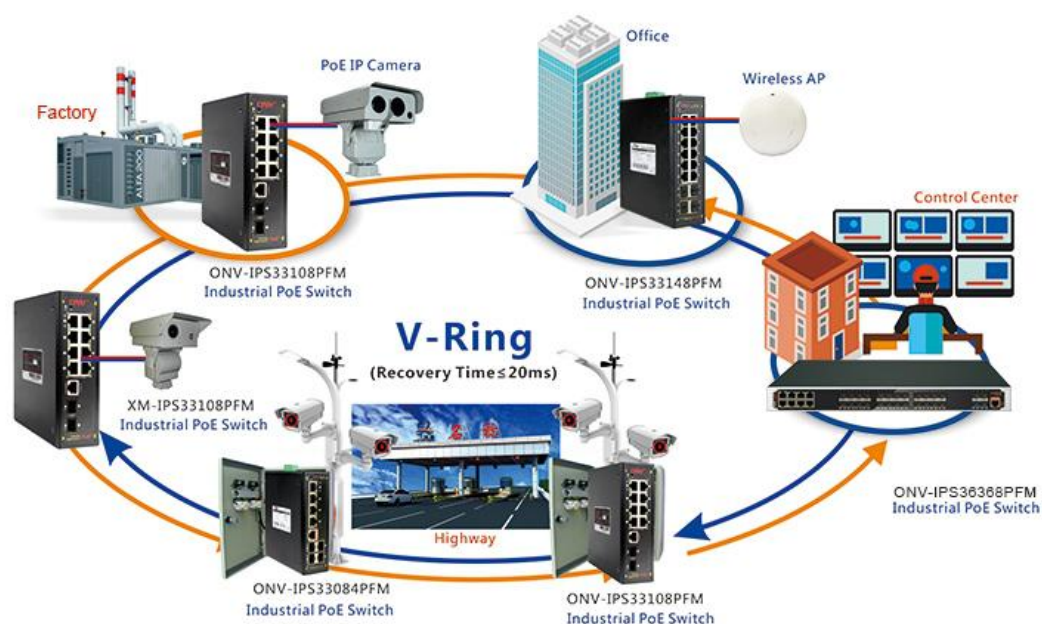 Office
PoE IP Camera
Wireless AP
Factory
ALFA 200
Control Center
ONV-IPS33108PFM
Industrial PoE Switch
ONV-IPS33148PFM
Industrial PoE Switch
V-Ring
(Recovery Time≤20ms)
XM-IPS33108PFM
Industrial PoE Switch
ONV-IPS36368PFM
Industrial PoE Switch
Highway
ONV-IPS33084PFM
Industrial PoE Switch
ONV-IPS33108PFM
Industrial PoE Switch